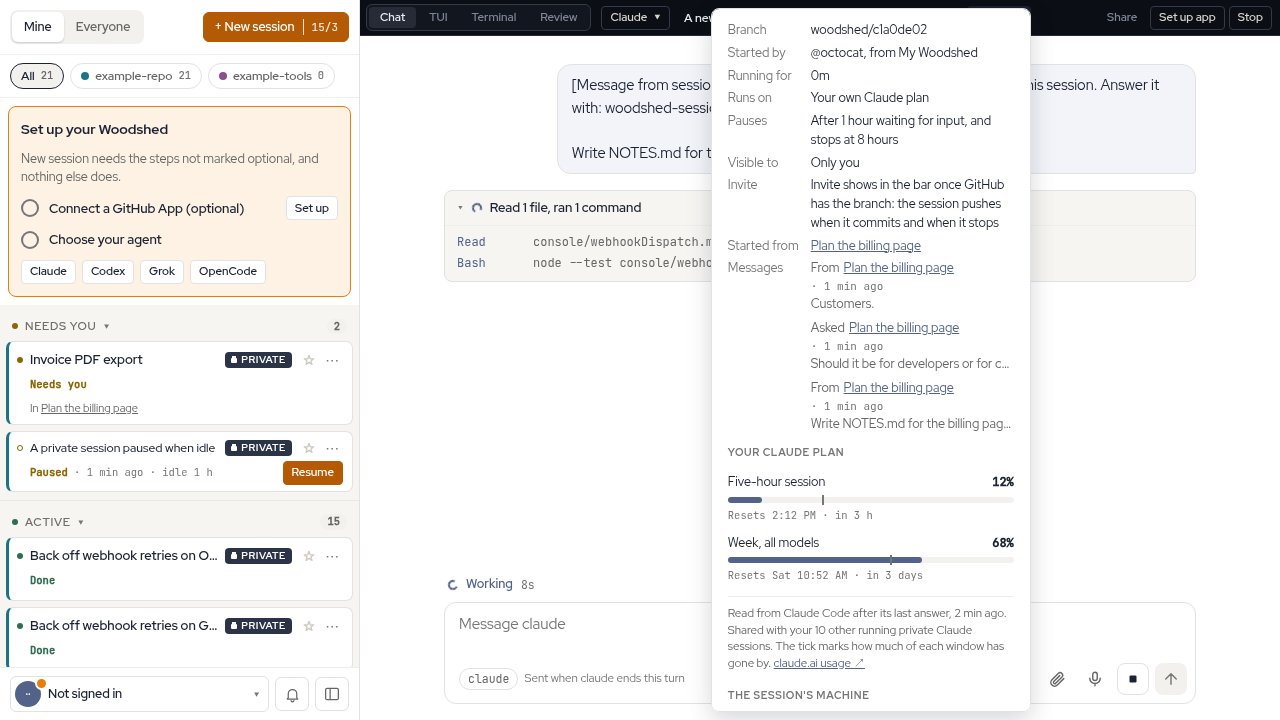 Mine
Everyone
+ New session
15/3
All 21
example-repo 21
example-tools 0
Set up your Woodshed
New session needs the steps not marked optional, and
nothing else does.
Connect a GitHub App (optional)
Set up
Choose your agent
Claude
Codex
Grok
OpenCode
NEEDS YOU ▾
2
Invoice PDF export
PRIVATE
Needs you
In Plan the billing page
A private session paused when idle
PRIVATE
Paused · 1 min ago · idle 1 h
Resume
ACTIVE ▾
15
Back off webhook retries on O…
PRIVATE
Done
Back off webhook retries on G…
PRIVATE
Done
Not signed in
Chat
TUI
Terminal
Review
Claude ▾
A new
Share
Set up app
Stop
[Message from sessio
his session. Answer it
with: woodshed-sessi
Write NOTES.md for t
Read 1 file, ran 1 command
Read console/webhookDispatch.m
Bash node --test console/webho
Working 8s
Message claude
claude
Sent when claude ends this turn
Branch woodshed/c1a0de02
Started by @octocat, from My Woodshed
Running for 0m
Runs on Your own Claude plan
Pauses After 1 hour waiting for input, and
stops at 8 hours
Visible to Only you
Invite Invite shows in the bar once GitHub
has the branch: the session pushes
when it commits and when it stops
Started from Plan the billing page
Messages From Plan the billing page
· 1 min ago
Customers.
Asked Plan the billing page
· 1 min ago
Should it be for developers or for c…
From Plan the billing page
· 1 min ago
Write NOTES.md for the billing pag…
YOUR CLAUDE PLAN
Five-hour session 12%
Resets 2:12 PM · in 3 h
Week, all models 68%
Resets Sat 10:52 AM · in 3 days
Read from Claude Code after its last answer, 2 min ago.
Shared with your 10 other running private Claude
sessions. The tick marks how much of each window has
gone by. claude.ai usage ↗
THE SESSION'S MACHINE